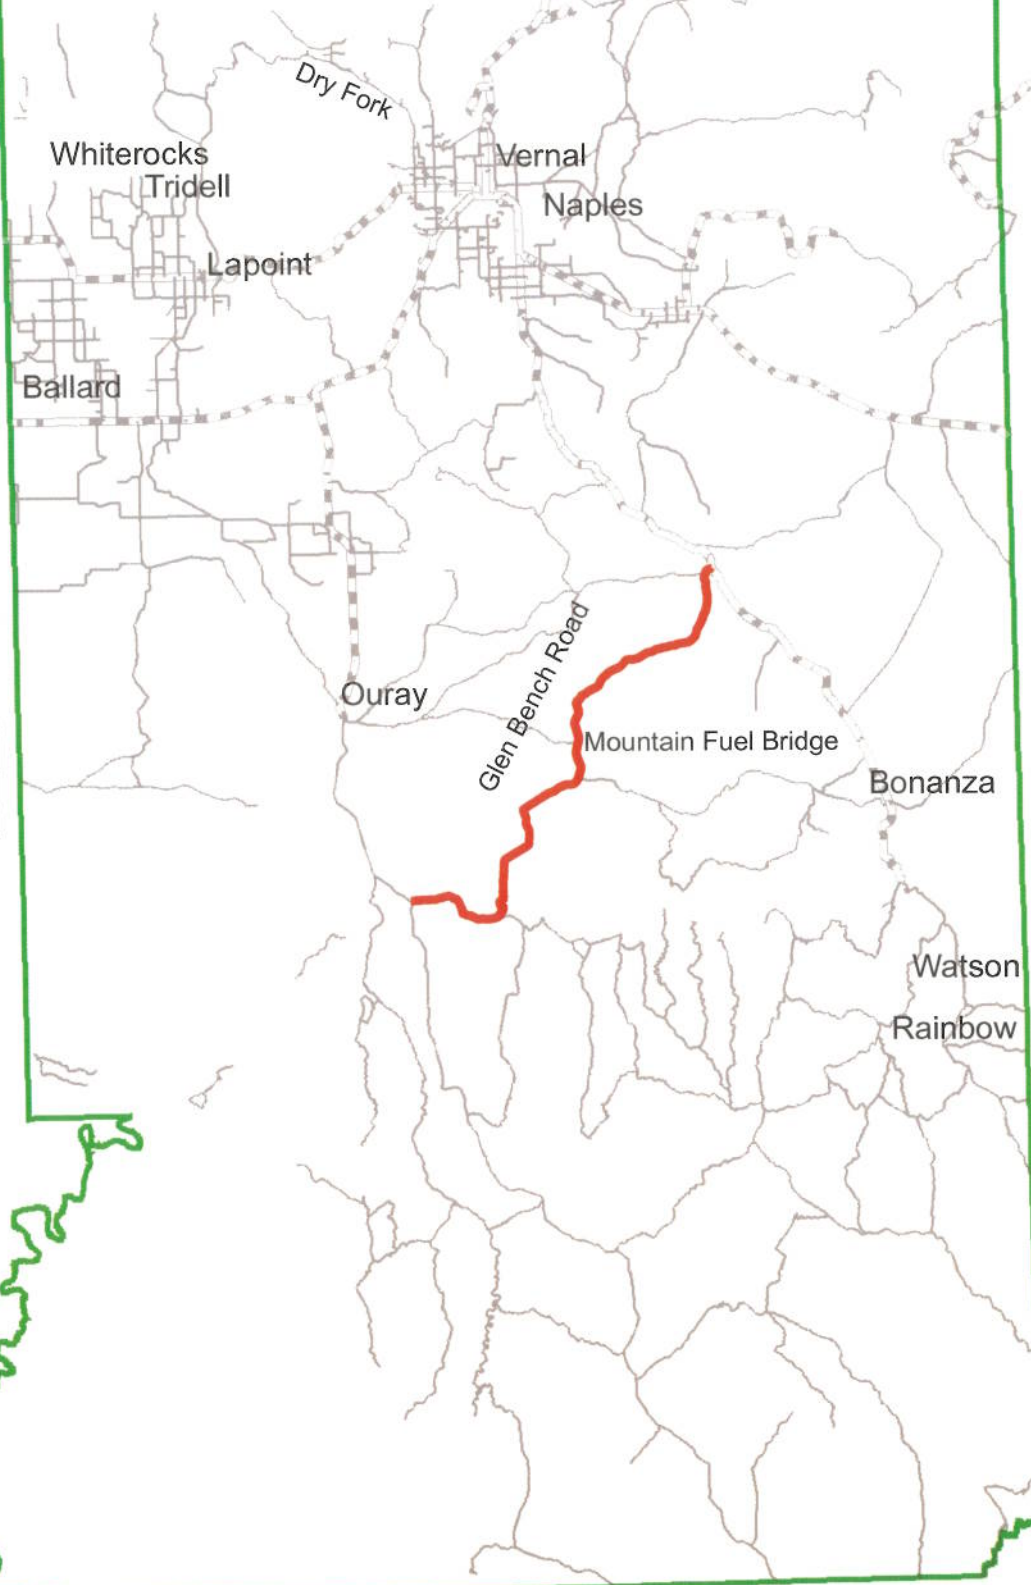 Dry Fork
Whiterocks
Vernal
Tridell
Naples
Lapoint
Ballard
Glen Bench Road
Ouray
Mountain Fuel Bridge
Bonanza
Watson
Rainbow